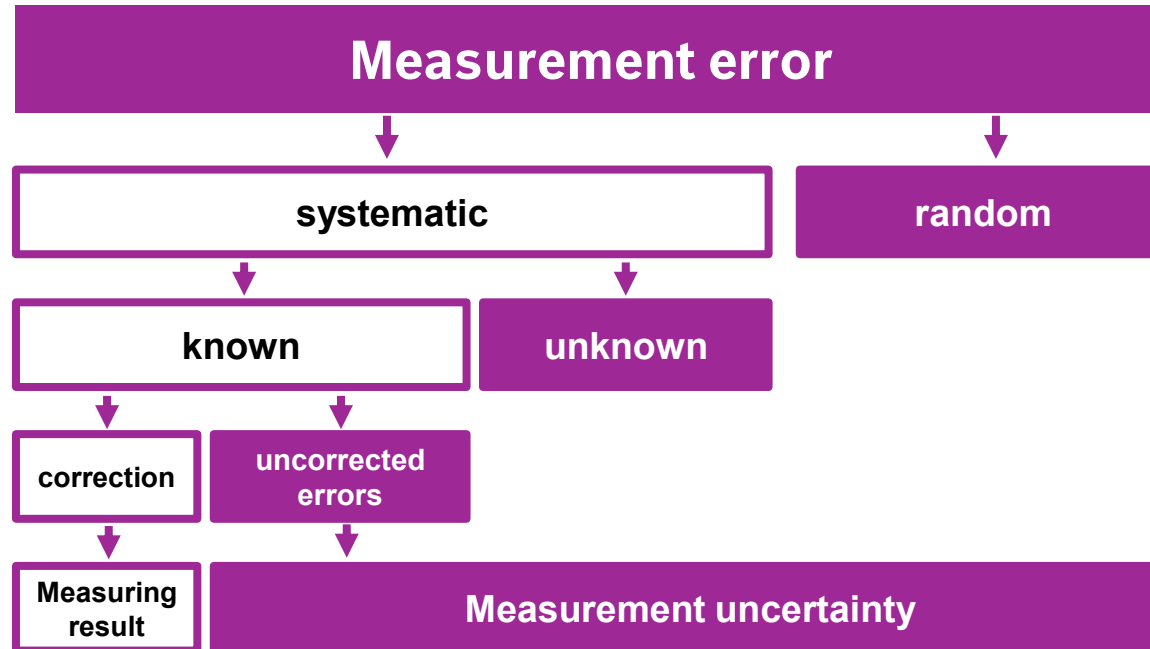 Measurement error
systematic
random
known
unknown
correction
uncorrected
errors
Measuring
result
Measurement uncertainty